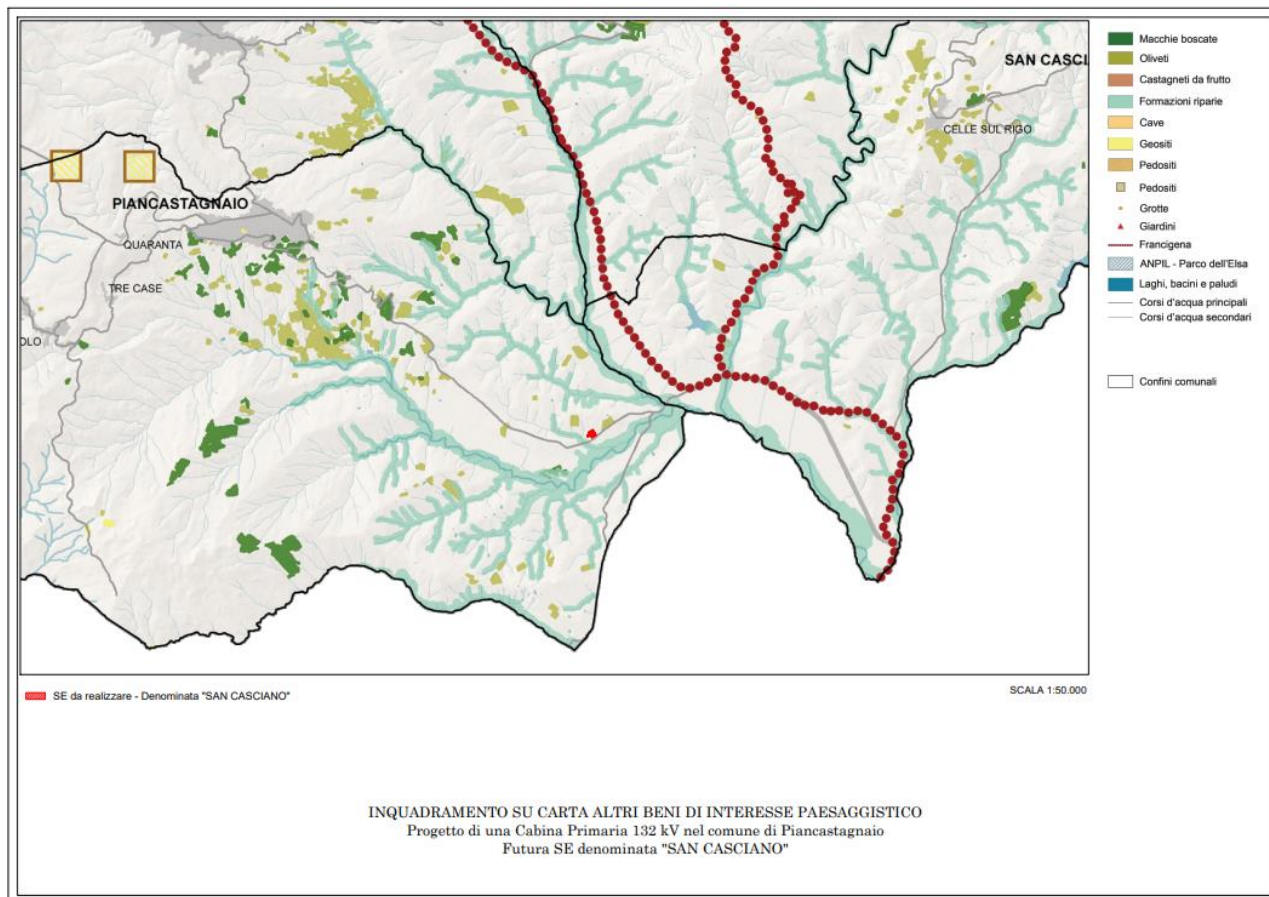 SAN CASCI
CELLE SUL RIGO
PIANCASTAGNAIO
QUARANTA
TRE CASE
OLO
Macchie boscate
Oliveti
Castagneti da frutto
Formazioni riparie
Cave
Geositi
Pedositi
Pedositi
Grotte
Giardini
Francigena
ANPIL - Parco dell'Elsa
Laghi, bacini e paludi
Corsi d'acqua principali
Corsi d'acqua secondari
Confini comunali
SE da realizzare - Denominata "SAN CASCIANO"
SCALA 1:50.000
INQUADRAMENTO SU CARTA ALTRI BENI DI INTERESSE PAESAGGISTICO
Progetto di una Cabina Primaria 132 kV nel comune di Piancastagnaio
Futura SE denominata "SAN CASCIANO"